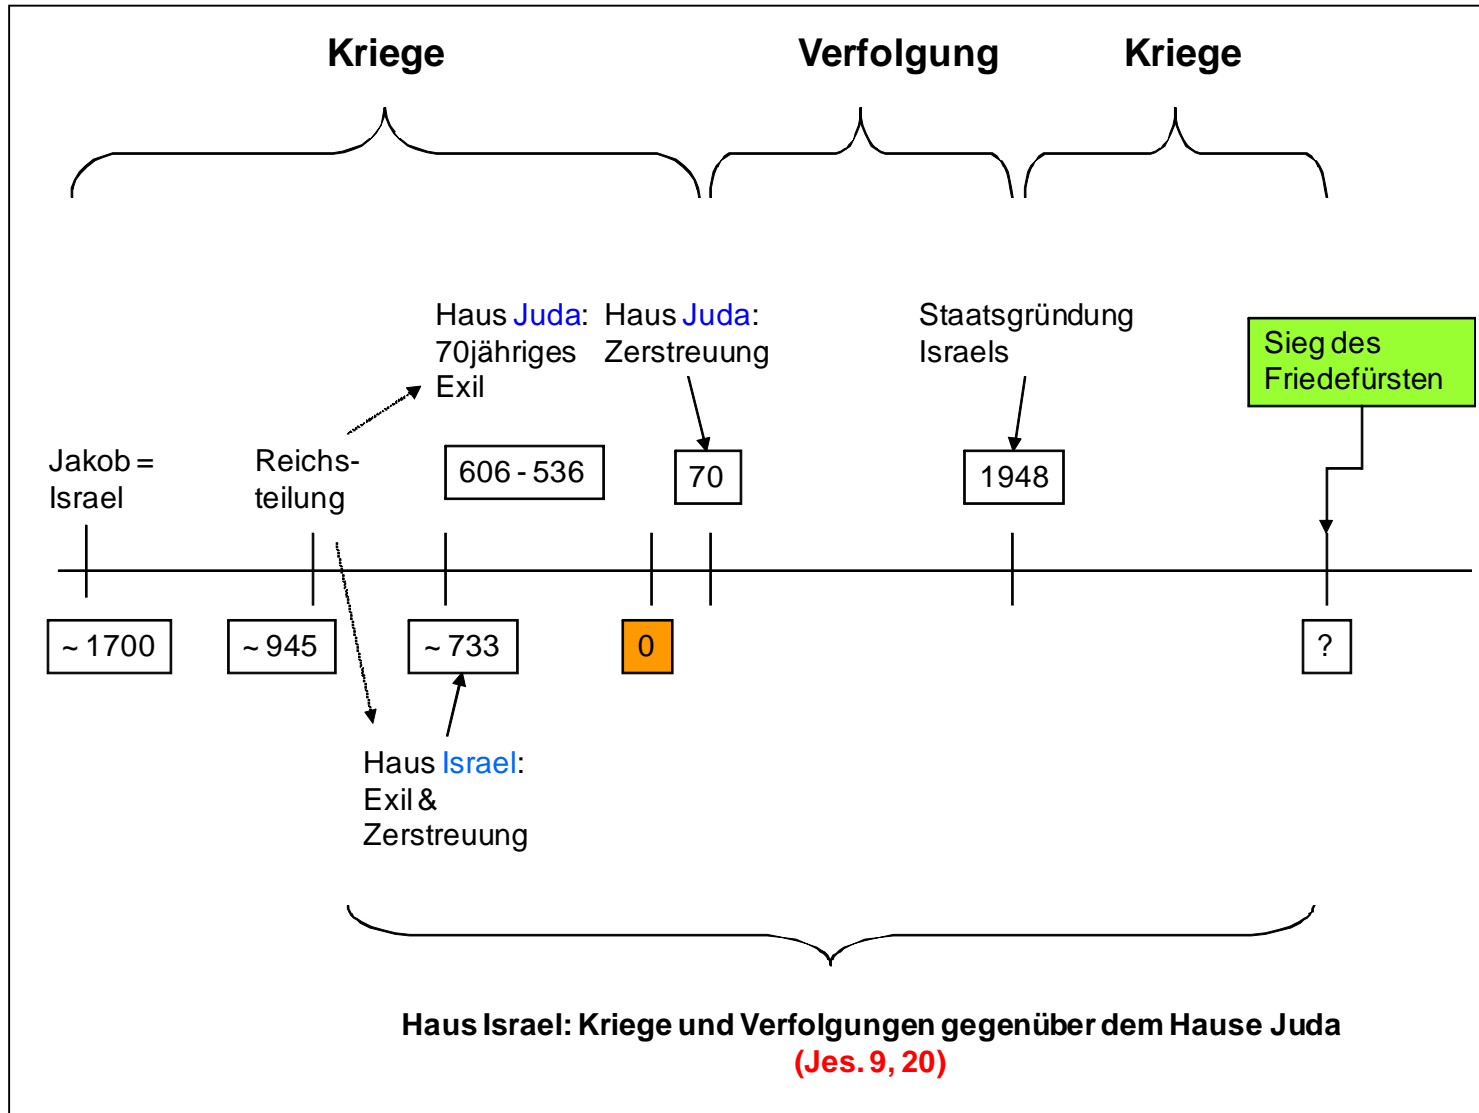 Kriege
Verfolgung
Kriege
Haus Juda:
70jähriges
Exil
Haus Juda:
Zerstreuung
Staatsgründung
Israels
Sieg des
Friedefürsten
Jakob =
Israel
Reichs-
teilung
606 - 536
70
1948
~ 1700
~ 945
~ 733
0
?
Haus Israel:
Exil &
Zerstreuung
Haus Israel: Kriege und Verfolgungen gegenüber dem Hause Juda
(Jes. 9, 20)